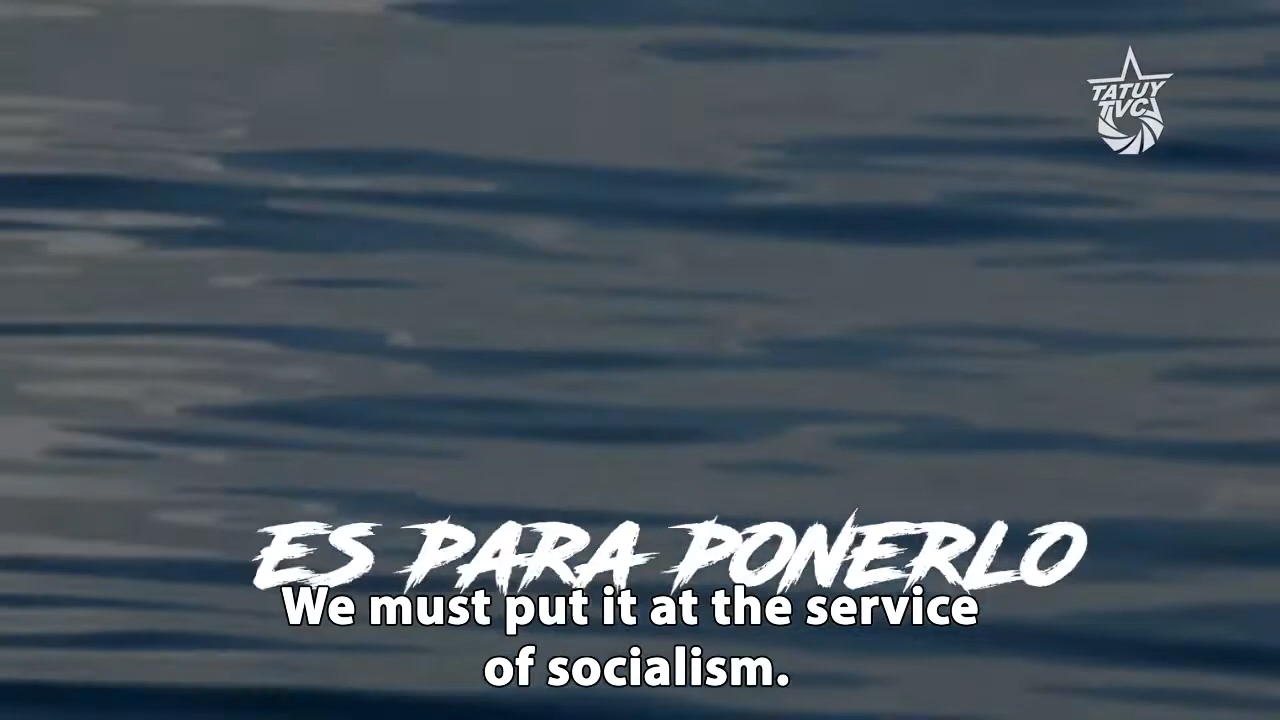 TATUY
TVC
ES PARA PONERLO
We must put it at the service
of socialism.